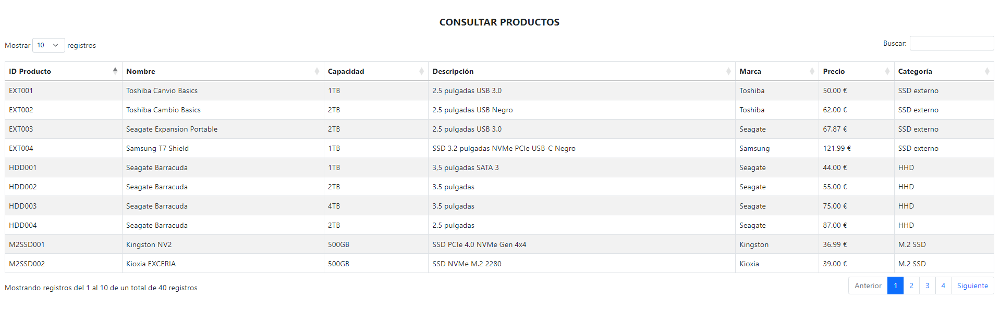 CONSULTAR PRODUCTOS
Mostrar 10 registros Buscar:
ID Producto Nombre Capacidad Descripción Marca Precio Categoría
EXT001 Toshiba Canvio Basics 1TB 2.5 pulgadas USB 3.0 Toshiba 50.00 € SSD externo
EXT002 Toshiba Cambio Basics 2TB 2.5 pulgadas USB Negro Toshiba 62.00 € SSD externo
EXT003 Seagate Expansion Portable 2TB 2.5 pulgadas USB 3.0 Seagate 67.87 € SSD externo
EXT004 Samsung T7 Shield 1TB SSD 3.2 pulgadas NVMe PCIe USB-C Negro Samsung 121.99 € SSD externo
HDD001 Seagate Barracuda 1TB 3,5 pulgadas SATA 3 Seagate 44.00 € HHD
HDD002 Seagate Barracuda 2TB 3.5 pulgadas Seagate 55.00 € HHD
HDD003 Seagate Barracuda 4TB 3.5 pulgadas Seagate 75.00 € HHD
HDD004 Seagate Barracuda 2TB 2.5 pulgadas Seagate 87.00 € HHD
M2SSD001 Kingston NV2 500GB SSD PCIe 4.0 NVMe Gen 4x4 Kingston 36.99 € M.2 SSD
M2SSD002 Kioxia EXCERIA 500GB SSD NVMe M.2 2280 Kioxia 39.00 € M.2 SSD
Mostrando registros del 1 al 10 de un total de 40 registros Anterior 1 2 3 4 Siguiente